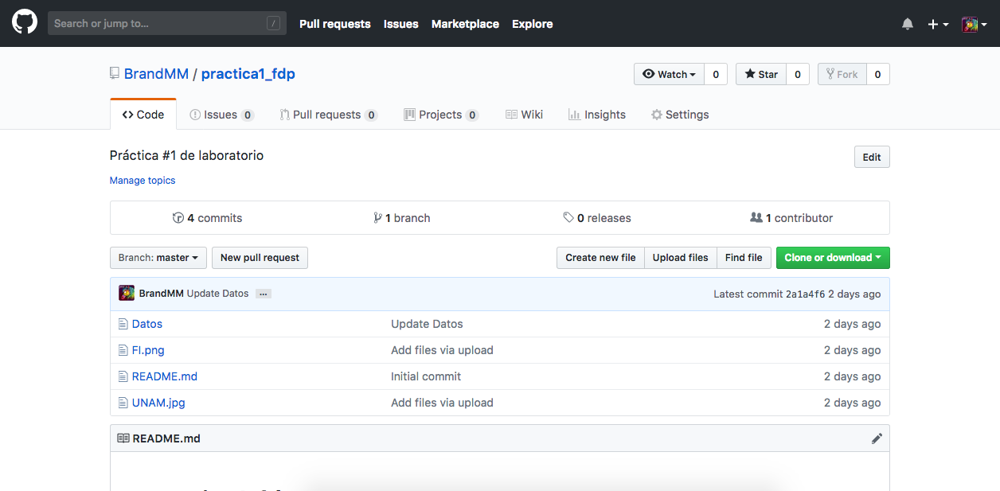 Search or jump to… / Pull requests Issues Marketplace Explore
BrandMM / practica1_fdp Watch 0 Star 0 Fork 0
Code Issues 0 Pull requests 0 Projects 0 Wiki Insights Settings
Práctica #1 de laboratorio Edit
Manage topics
4 commits 1 branch 0 releases 1 contributor
Branch: master New pull request Create new file Upload files Find file Clone or download
BrandMM Update Datos … Latest commit 2a1a4f6 2 days ago
Datos Update Datos 2 days ago
FI.png Add files via upload 2 days ago
README.md Initial commit 2 days ago
UNAM.jpg Add files via upload 2 days ago
README.md